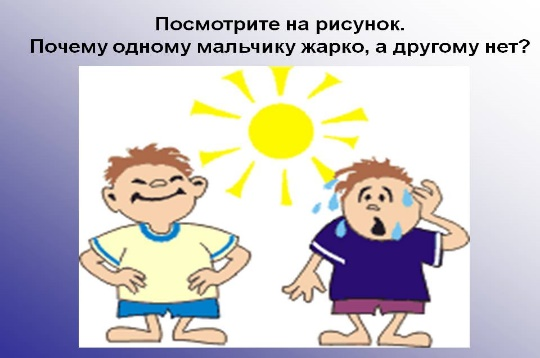 Посмотрите на рисунок.
Почему одному мальчику жарко, а другому нет?